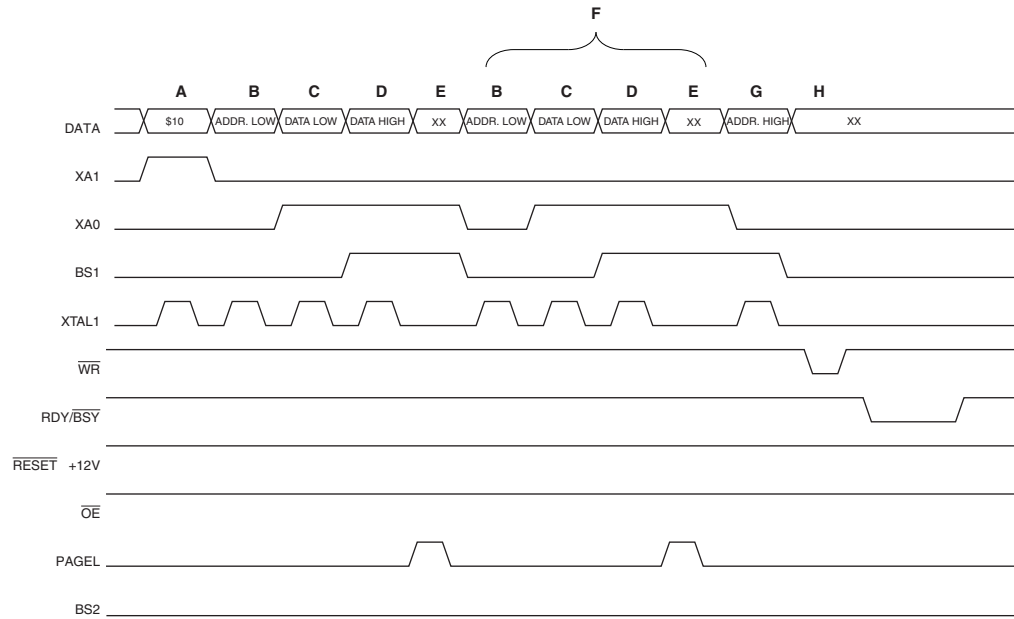 F
A B C D E B C D E G H
DATA $10 ADDR. LOW DATA LOW DATA HIGH XX ADDR. LOW DATA LOW DATA HIGH XX ADDR. HIGH XX
XA1
XA0
BS1
XTAL1
WR
RDY/BSY
RESET +12V
OE
PAGEL
BS2